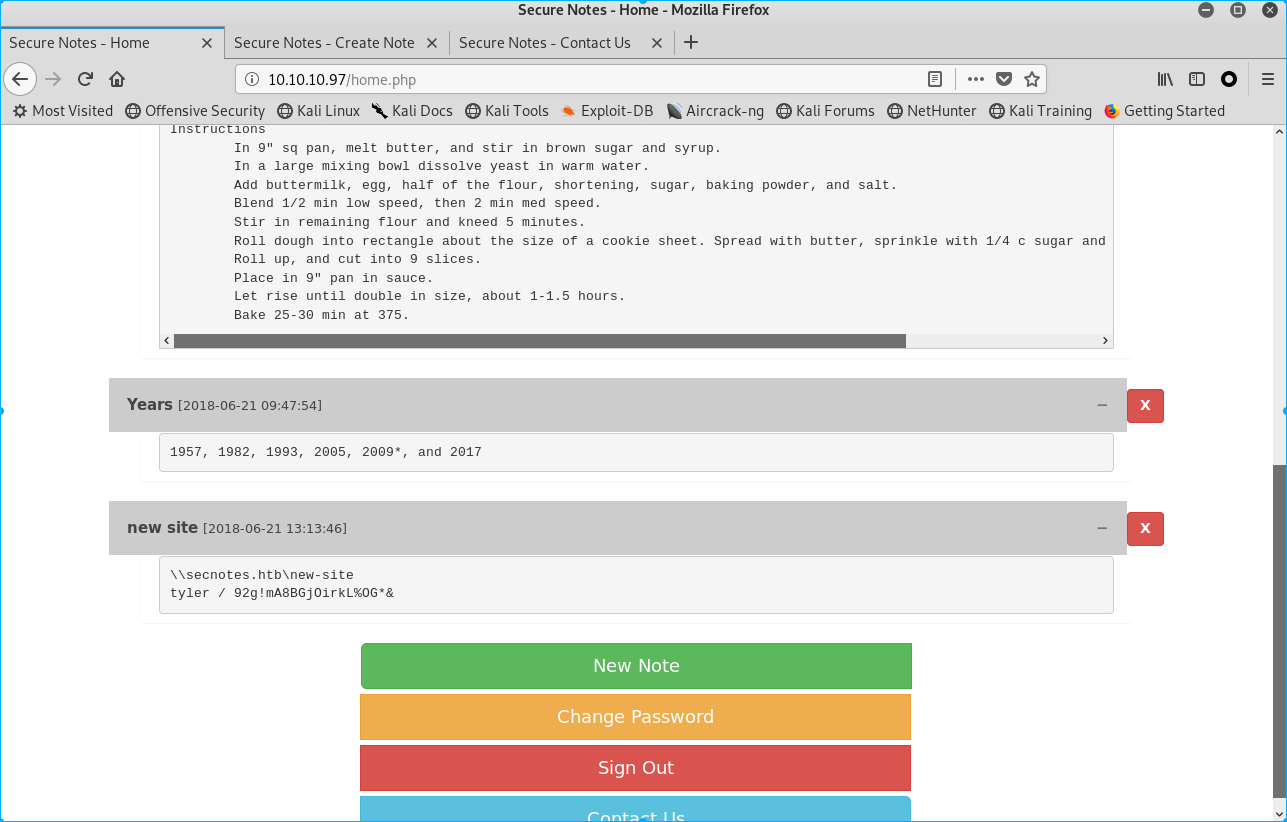 Secure Notes - Home - Mozilla Firefox
Secure Notes - Home Secure Notes - Create Note Secure Notes - Contact Us
10.10.10.97/home.php
Most Visited Offensive Security Kali Linux Kali Docs Kali Tools Exploit-DB Aircrack-ng Kali Forums NetHunter Kali Training Getting Started
Instructions
In 9" sq pan, melt butter, and stir in brown sugar and syrup.
In a large mixing bowl dissolve yeast in warm water.
Add buttermilk, egg, half of the flour, shortening, sugar, baking powder, and salt.
Blend 1/2 min low speed, then 2 min med speed.
Stir in remaining flour and kneed 5 minutes.
Roll dough into rectangle about the size of a cookie sheet. Spread with butter, sprinkle with 1/4 c sugar and
Roll up, and cut into 9 slices.
Place in 9" pan in sauce.
Let rise until double in size, about 1-1.5 hours.
Bake 25-30 min at 375.
Years [2018-06-21 09:47:54] − X
1957, 1982, 1993, 2005, 2009*, and 2017
new site [2018-06-21 13:13:46] − X
\\secnotes.htb\new-site
tyler / 92g!mA8BGjOirkL%OG*&
New Note
Change Password
Sign Out
Contact Us